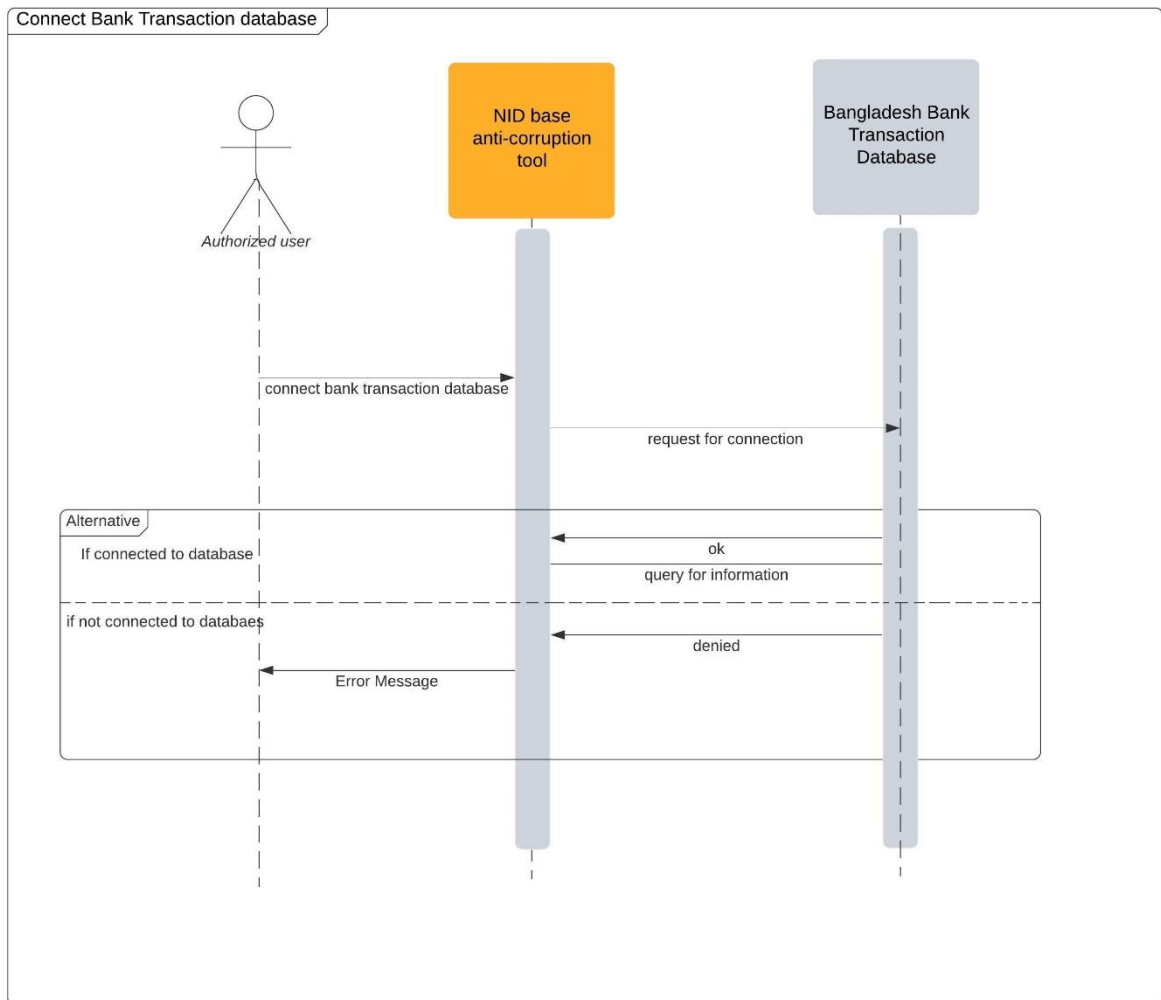 Connect Bank Transaction database
NID base
anti-corruption
tool
Bangladesh Bank
Transaction
Database
Authorized user
connect bank transaction database
request for connection
Alternative
If connected to database
ok
query for information
if not connected to databaes
denied
Error Message